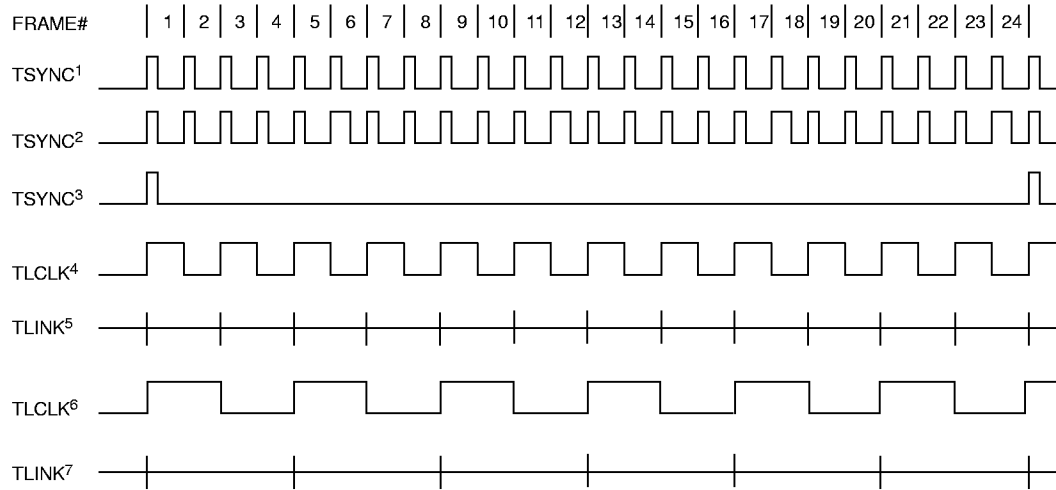 FRAME# 1 2 3 4 5 6 7 8 9 10 11 12 13 14 15 16 17 18 19 20 21 22 23 24
TSYNC1
TSYNC2
TSYNC3
TLCLK4
TLINK5
TLCLK6
TLINK7